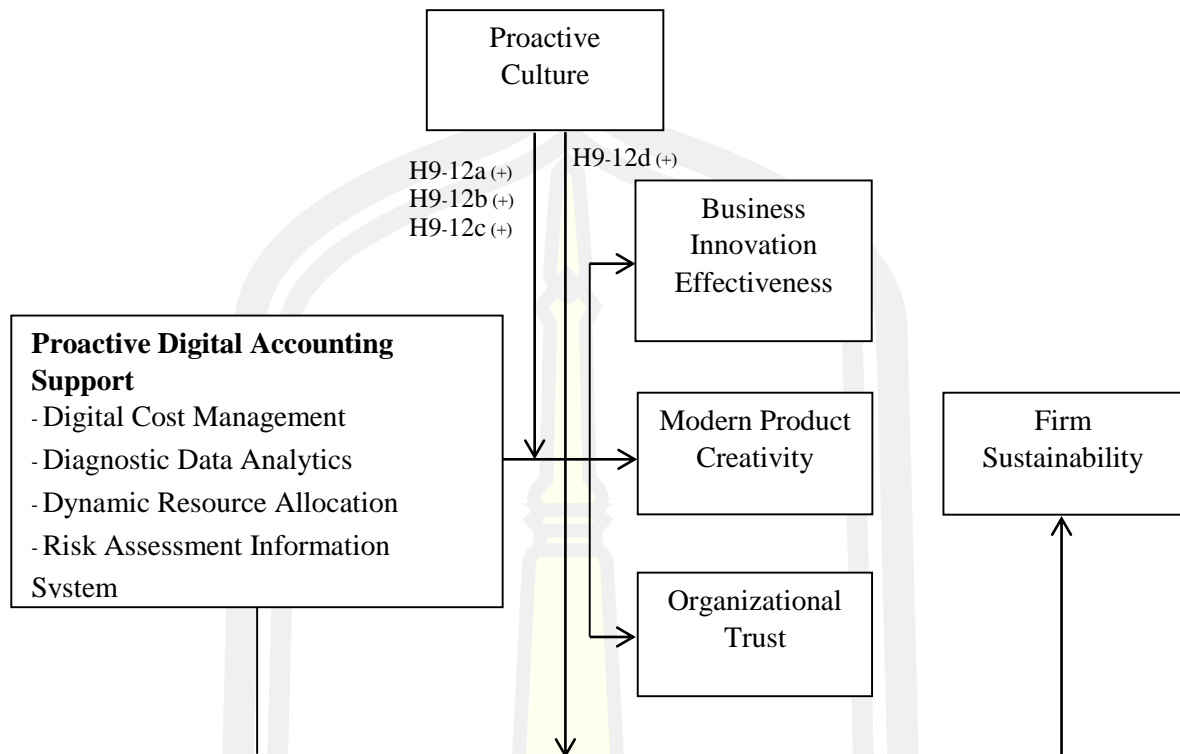 Proactive
Culture
H9-12a (+)
H9-12b (+)
H9-12c (+)
H9-12d (+)
Business
Innovation
Effectiveness
Proactive Digital Accounting
Support
- Digital Cost Management
- Diagnostic Data Analytics
- Dynamic Resource Allocation
- Risk Assessment Information
System
Modern Product
Creativity
Firm
Sustainability
Organizational
Trust